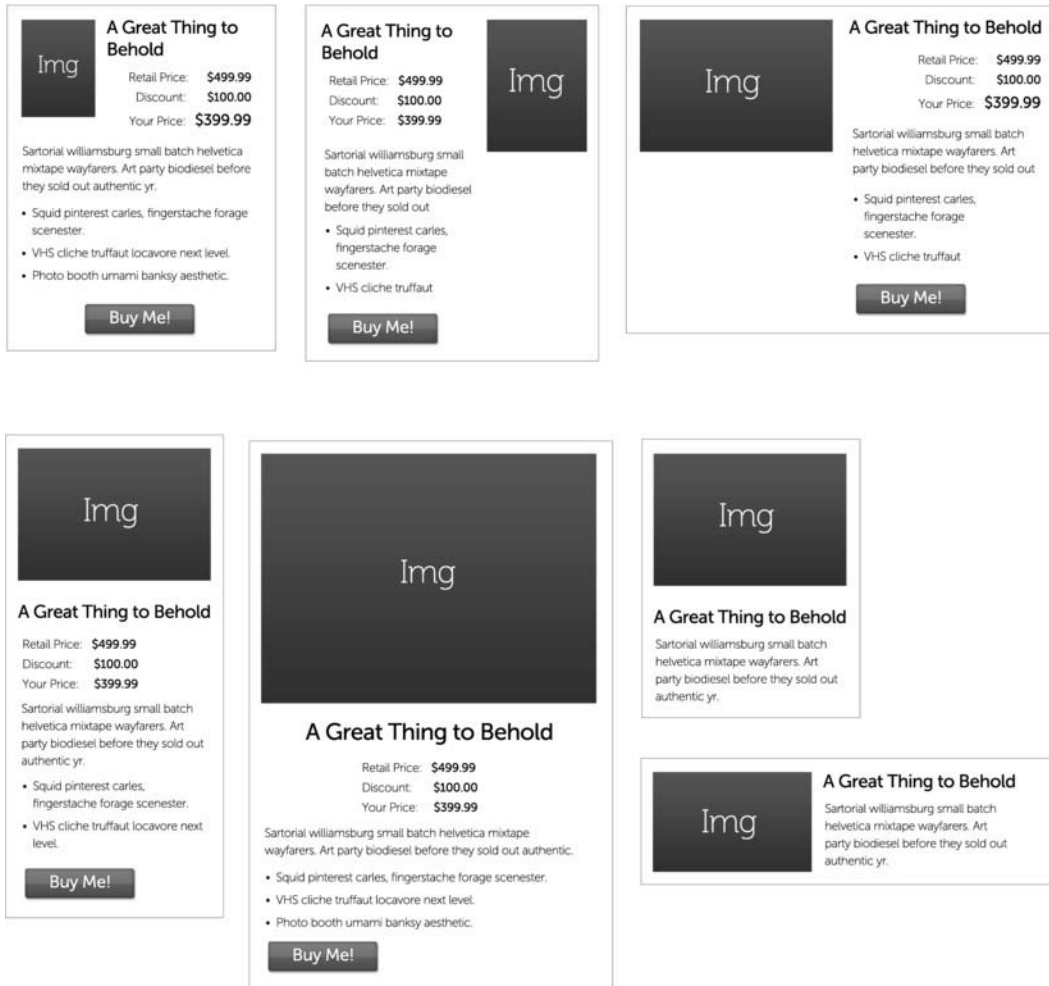 Img
A Great Thing to
Behold
Retail Price: $499.99
Discount: $100.00
Your Price: $399.99
Sartorial williamsburg small batch helvetica
mixtape wayfarers. Art party biodiesel before
they sold out authentic yr.
• Squid pinterest carles, fingerstache forage
scenester.
• VHS cliche truffaut locavore next level.
• Photo booth umami banksy aesthetic.
Buy Me!
A Great Thing to
Behold
Retail Price: $499.99
Discount: $100.00
Your Price: $399.99
Img
Sartorial williamsburg small
batch helvetica mixtape
wayfarers. Art party biodiesel
before they sold out
• Squid pinterest carles,
fingerstache forage
scenester.
• VHS cliche truffaut
Buy Me!
Img
A Great Thing to Behold
Retail Price: $499.99
Discount: $100.00
Your Price: $399.99
Sartorial williamsburg small batch
helvetica mixtape wayfarers. Art
party biodiesel before they sold out
• Squid pinterest carles,
fingerstache forage
scenester.
• VHS cliche truffaut
Buy Me!
Img
A Great Thing to Behold
Retail Price: $499.99
Discount: $100.00
Your Price: $399.99
Sartorial williamsburg small batch
helvetica mixtape wayfarers. Art
party biodiesel before they sold out
authentic yr.
• Squid pinterest carles,
fingerstache forage scenester.
• VHS cliche truffaut locavore next
level.
Buy Me!
Img
A Great Thing to Behold
Retail Price: $499.99
Discount: $100.00
Your Price: $399.99
Sartorial williamsburg small batch helvetica mixtape
wayfarers. Art party biodiesel before they sold out authentic.
• Squid pinterest carles, fingerstache forage scenester.
• VHS cliche truffaut locavore next level.
• Photo booth umami banksy aesthetic.
Buy Me!
Img
A Great Thing to Behold
Sartorial williamsburg small batch
helvetica mixtape wayfarers. Art
party biodiesel before they sold out
authentic yr.
Img
A Great Thing to Behold
Sartorial williamsburg small batch
helvetica mixtape wayfarers. Art
party biodiesel before they sold out
authentic yr.